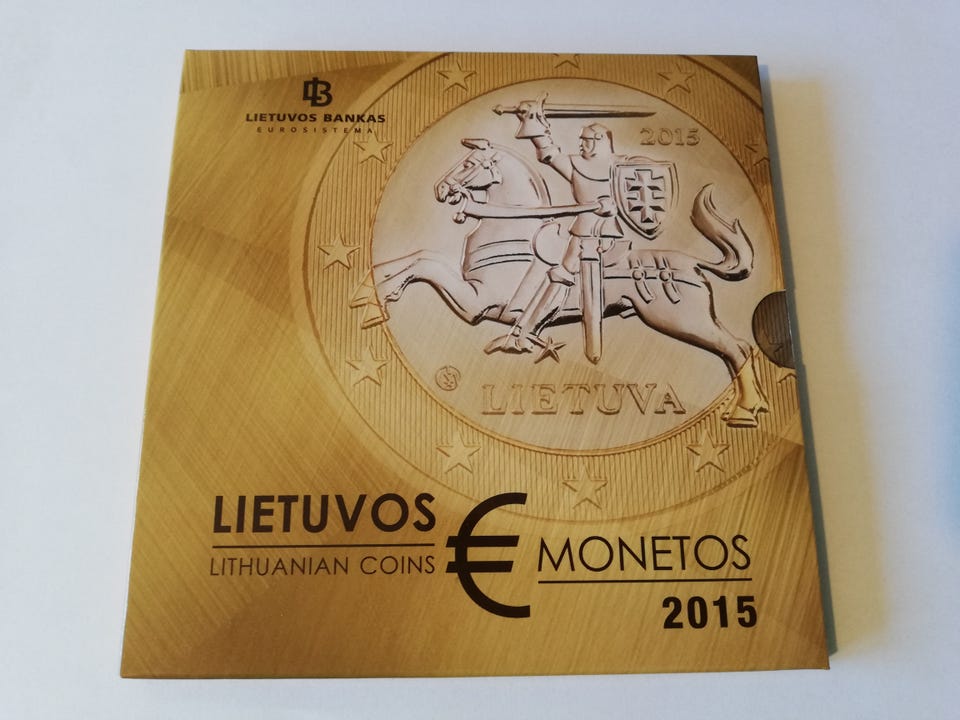 LIETUVOS BANKAS
EUROSISTEMA
2015
LIETUVA
LIETUVOS
LITHUANIAN COINS
€
MONETOS
2015